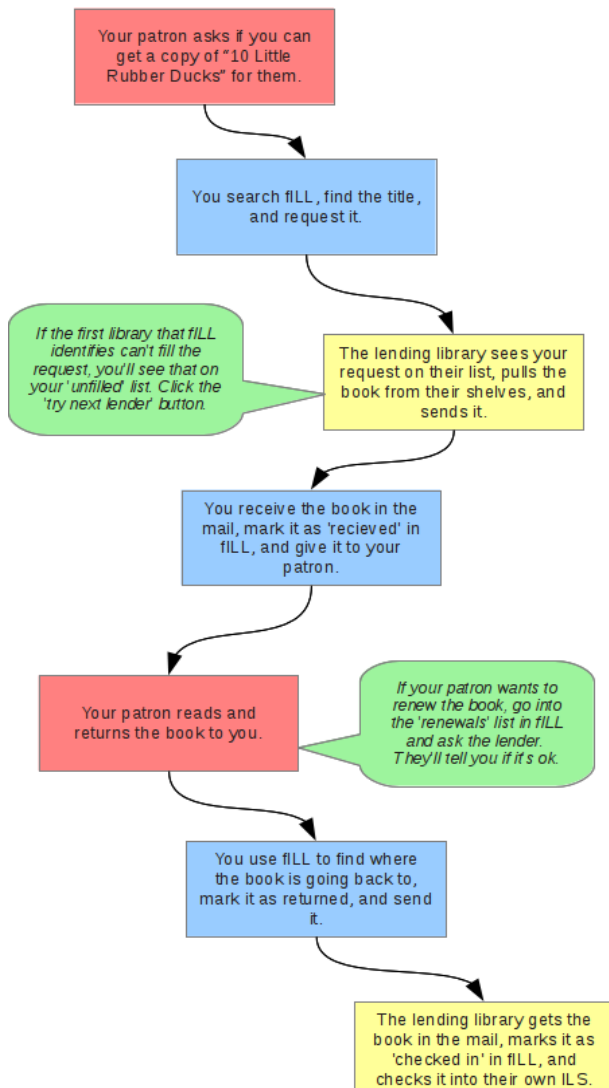 Your patron asks if you can
get a copy of "10 Little
Rubber Ducks" for them.
You search fILL, find the title,
and request it.
If the first library that fILL
identifies can't fill the
request, you'll see that on
your 'unfilled' list. Click the
'try next lender' button.
The lending library sees your
request on their list, pulls the
book from their shelves, and
sends it.
You receive the book in the
mail, mark it as 'recieved' in
fILL, and give it to your
patron.
Your patron reads and
returns the book to you.
If your patron wants to
renew the book, go into
the 'renewals' list in fILL
and ask the lender.
They'll tell you if it's ok.
You use fILL to find where
the book is going back to,
mark it as returned, and send
it.
The lending library gets the
book in the mail, marks it as
'checked in' in fILL, and
checks it into their own ILS.